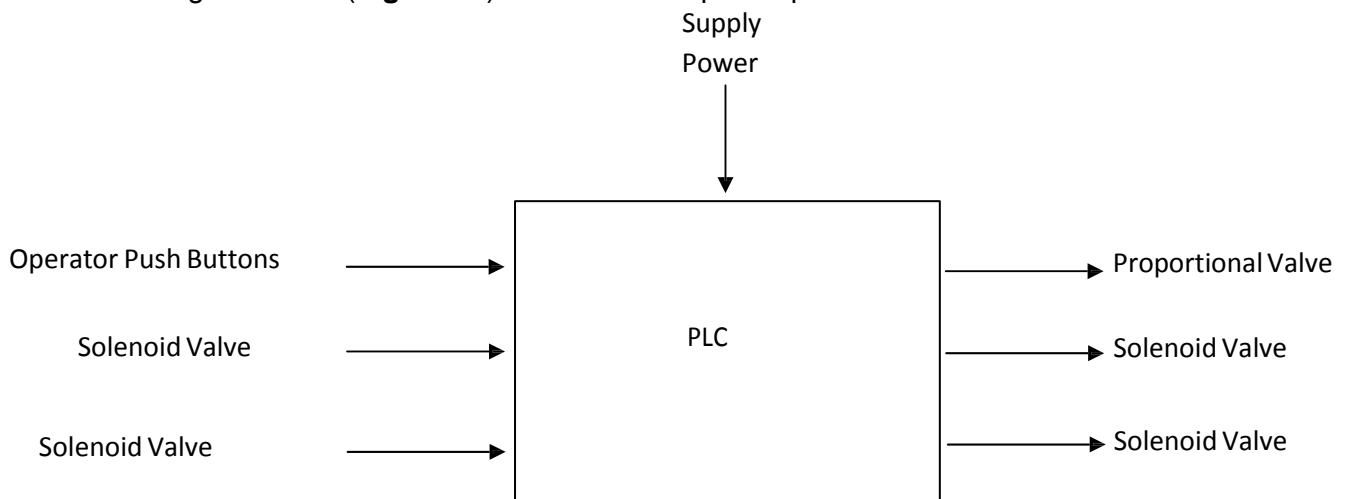 Supply
Power
Operator Push Buttons
Proportional Valve
Solenoid Valve
PLC
Solenoid Valve
Solenoid Valve
Solenoid Valve